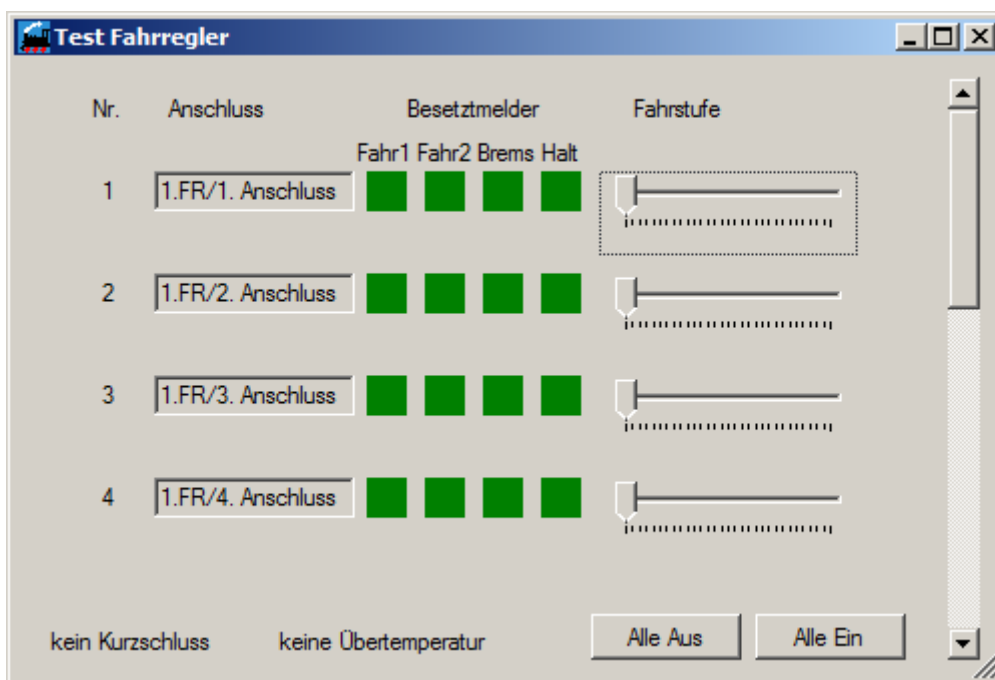 Test Fahrregler
Nr. Anschluss Besetztmelder Fahrstufe
Fahr1 Fahr2 Brems Halt
1 1.FR/1. Anschluss
2 1.FR/2. Anschluss
3 1.FR/3. Anschluss
4 1.FR/4. Anschluss
kein Kurzschluss keine Übertemperatur Alle Aus Alle Ein